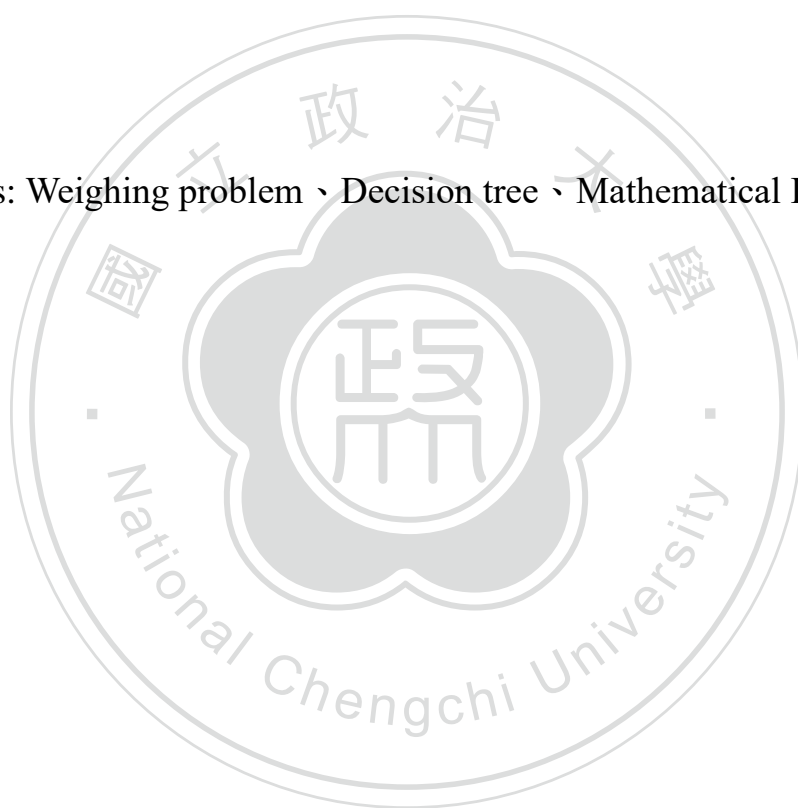 國立政治大學
s: Weighing problem、Decision tree、Mathematical
National Chengchi University